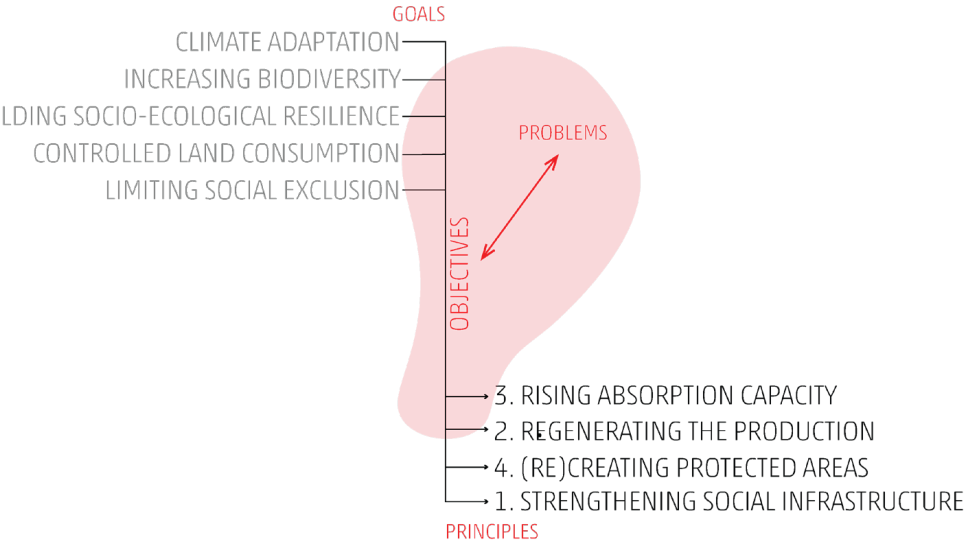 GOALS
CLIMATE ADAPTATION
INCREASING BIODIVERSITY
LDING SOCIO-ECOLOGICAL RESILIENCE
CONTROLLED LAND CONSUMPTION
LIMITING SOCIAL EXCLUSION
PROBLEMS
OBJECTIVES
3. RISING ABSORPTION CAPACITY
2. REGENERATING THE PRODUCTION
4. (RE)CREATING PROTECTED AREAS
1. STRENGTHENING SOCIAL INFRASTRUCTURE
PRINCIPLES